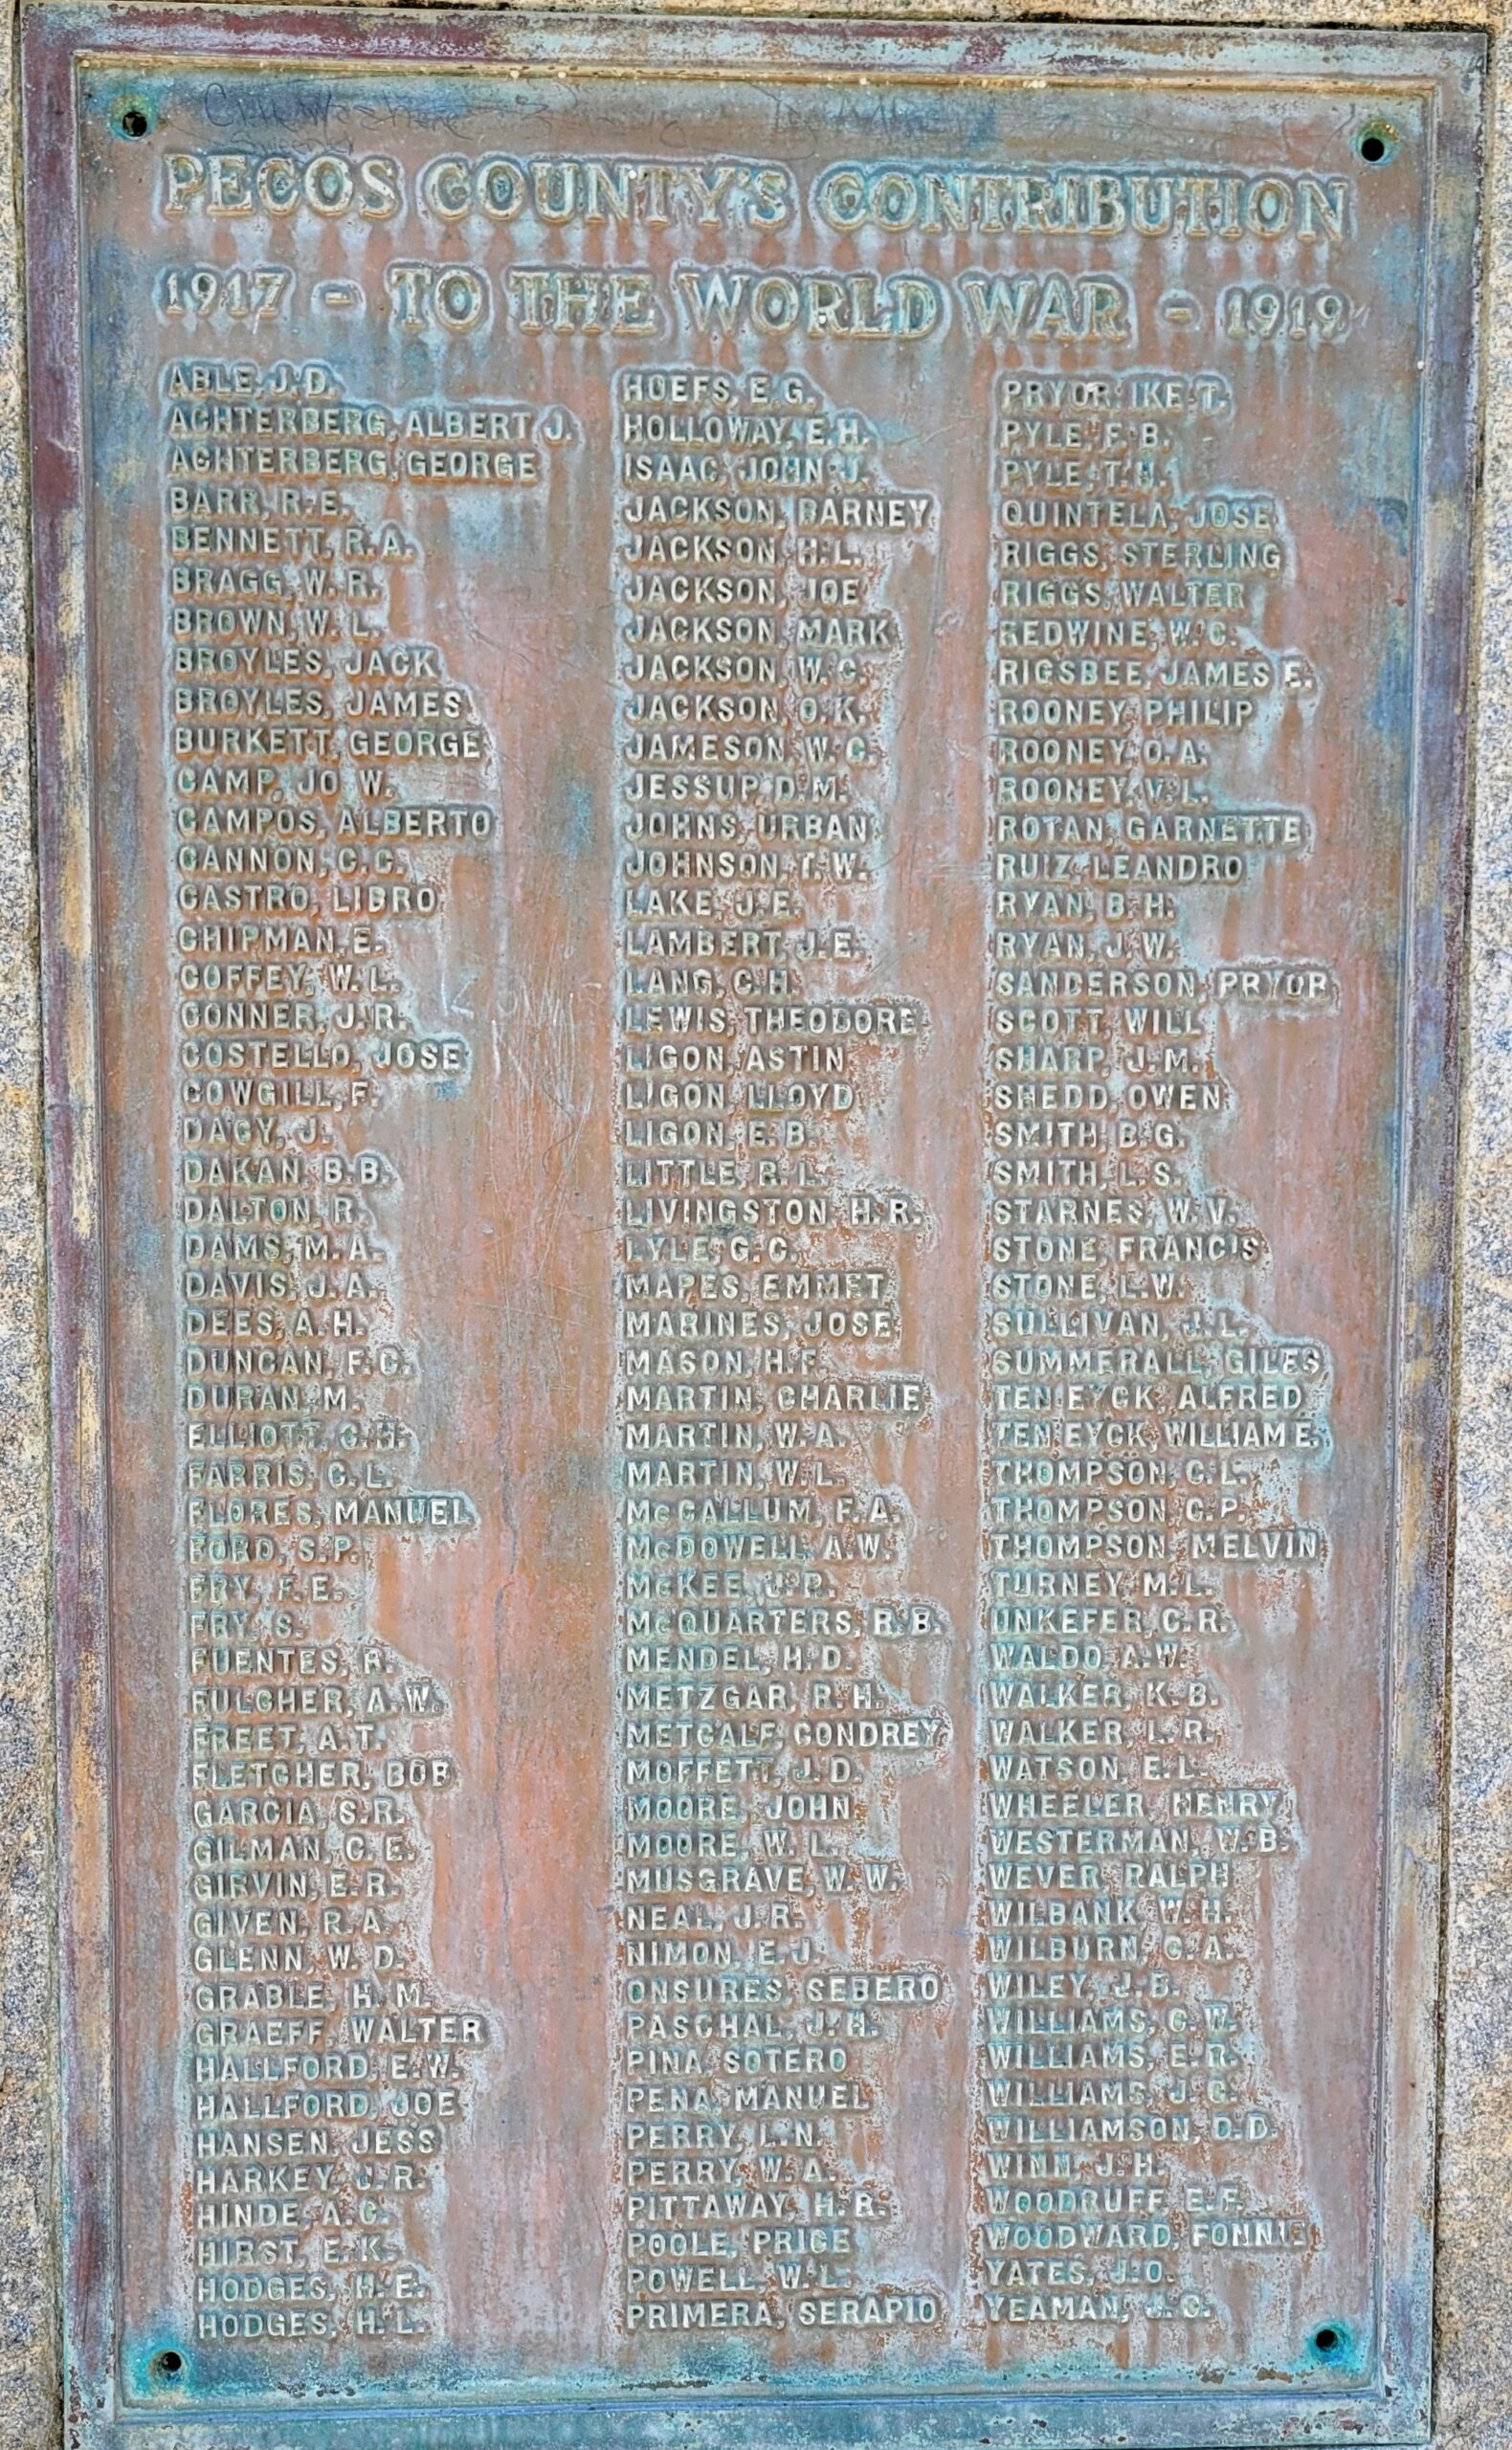 PECOS COUNTY'S CONTRIBUTION
1917 - TO THE WORLD WAR - 1919
ABLE, J. D.
ACHTERBERG, ALBERT J.
ACHTERBERG, GEORGE
BARR, R. E.
BENNETT, R. A.
BRAGG, W. R.
BROWN, W. L.
BROYLES, JACK
BROYLES, JAMES
BURKETT, GEORGE
CAMP, JO W.
CAMPOS, ALBERTO
CANNON, C. C.
CASTRO, LIBRO
CHIPMAN, E.
COFFEY, W. L.
CONNER, J. R.
COSTELLO, JOSE
COWGILL, F.
DACY, J.
DAKAN, B. B.
DALTON, R.
DAMS, M. A.
DAVIS, J. A.
DEES, A. H.
DUNCAN, F. C.
DURAN, M.
ELLIOTT, C. H.
FARRIS, C. L.
FLORES, MANUEL
FORD, S. P.
FRY, F. E.
FRY, S.
FUENTES, R.
FULCHER, A. W.
FREET, A. T.
FLETCHER, BOB
GARCIA, S. R.
GILMAN, C. E.
GIRVIN, E. R.
GIVEN, R. A.
GLENN, W. D.
GRABLE, H. M.
GRAEFF, WALTER
HALLFORD, E. W.
HALLFORD, JOE
HANSEN, JESS
HARKEY, J. R.
HINDE, A. C.
HIRST, E. K.
HODGES, H. E.
HODGES, H. L.
HOEFS, E. G.
HOLLOWAY, E. H.
ISAAC, JOHN J.
JACKSON, BARNEY
JACKSON, H. L.
JACKSON, JOE
JACKSON, MARK
JACKSON, W. C.
JACKSON, O. K.
JAMESON, W. C.
JESSUP, D. M.
JOHNS, URBAN
JOHNSON, T. W.
LAKE, J. E.
LAMBERT, J. E.
LANG, C. H.
LEWIS, THEODORE
LIGON, ASTIN
LIGON, LLOYD
LIGON, E. B.
LITTLE, R. L.
LIVINGSTON, H. R.
LYLE, G. C.
MAPES, EMMET
MARINES, JOSE
MASON, H. F.
MARTIN, CHARLIE
MARTIN, W. A.
MARTIN, W. L.
McCALLUM, F. A.
McDOWELL, A. W.
McKEE, J. R.
McQUARTERS, R. B.
MENDEL, H. D.
METZGAR, R. H.
METCALF, CONDREY
MOFFETT, J. D.
MOORE, JOHN
MOORE, W. L.
MUSGRAVE, W. W.
NEAL, J. R.
NIMON, E. J.
ONSURES, SEBERO
PASCHAL, J. H.
PINA, SOTERO
PENA, MANUEL
PERRY, L. N.
PERRY, W. A.
PITTAWAY, H. B.
POOLE, PRICE
POWELL, W. L.
PRIMERA, SERAPIO
PRYOR, IKE T.
PYLE, F. B.
PYLE, T. H.
QUINTELA, JOSE
RIGGS, STERLING
RIGGS, WALTER
REDWINE, W. C.
RIGSBEE, JAMES E.
ROONEY, PHILIP
ROONEY, O. A.
ROONEY, V. L.
ROTAN, GARNETTE
RUIZ, LEANDRO
RYAN, B. H.
RYAN, J. W.
SANDERSON, PRYOR
SCOTT, WILL
SHARP, J. M.
SHEDD, OWEN
SMITH, B. G.
SMITH, L. S.
STARNES, W. V.
STONE, FRANCIS
STONE, L. W.
SULLIVAN, J. L.
SUMMERALL, GILES
TEN EYCK, ALFRED
TEN EYCK, WILLIAM E.
THOMPSON, C. L.
THOMPSON, C. P.
THOMPSON, MELVIN
TURNEY, M. L.
UNKEFER, C. R.
WALDO, A. W.
WALKER, K. B.
WALKER, L. R.
WATSON, E. L.
WHEELER, HENRY
WESTERMAN, W. B.
WEVER, RALPH
WILBANK, W. H.
WILBURN, C. A.
WILEY, J. B.
WILLIAMS, C. W.
WILLIAMS, E. R.
WILLIAMS, J. C.
WILLIAMSON, D. D.
WINN, J. H.
WOODRUFF, E. F.
WOODWARD, FONNIE
YATES, J. O.
YEAMAN, J. C.